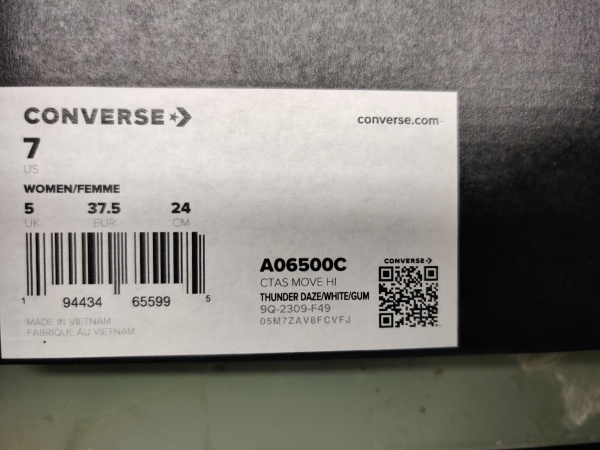 CONVERSE
converse.com
7
US
WOMEN/FEMME
5 37.5 24
UK EUR CM
1 94434 65599 5
MADE IN VIETNAM
FABRIQUE AU VIETNAM
A06500C
CTAS MOVE HI
THUNDER DAZE/WHITE/GUM
9Q-2309-F49
05M7ZAV8FCVFJ
CONVERSE